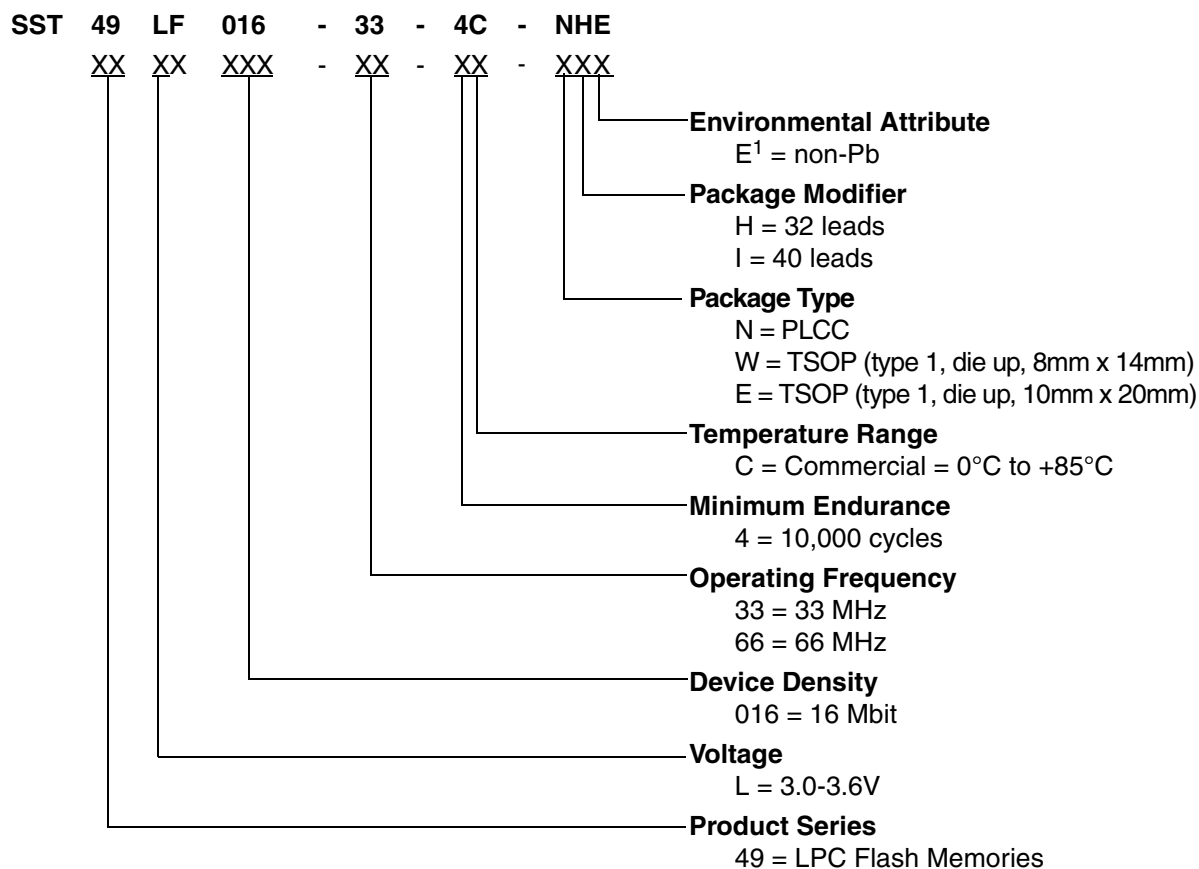 SST 49 LF 016 - 33 - 4C - NHE
XX XX XXX - XX - XX - XXX
Environmental Attribute
E¹ = non-Pb
Package Modifier
H = 32 leads
I = 40 leads
Package Type
N = PLCC
W = TSOP (type 1, die up, 8mm x 14mm)
E = TSOP (type 1, die up, 10mm x 20mm)
Temperature Range
C = Commercial = 0°C to +85°C
Minimum Endurance
4 = 10,000 cycles
Operating Frequency
33 = 33 MHz
66 = 66 MHz
Device Density
016 = 16 Mbit
Voltage
L = 3.0-3.6V
Product Series
49 = LPC Flash Memories